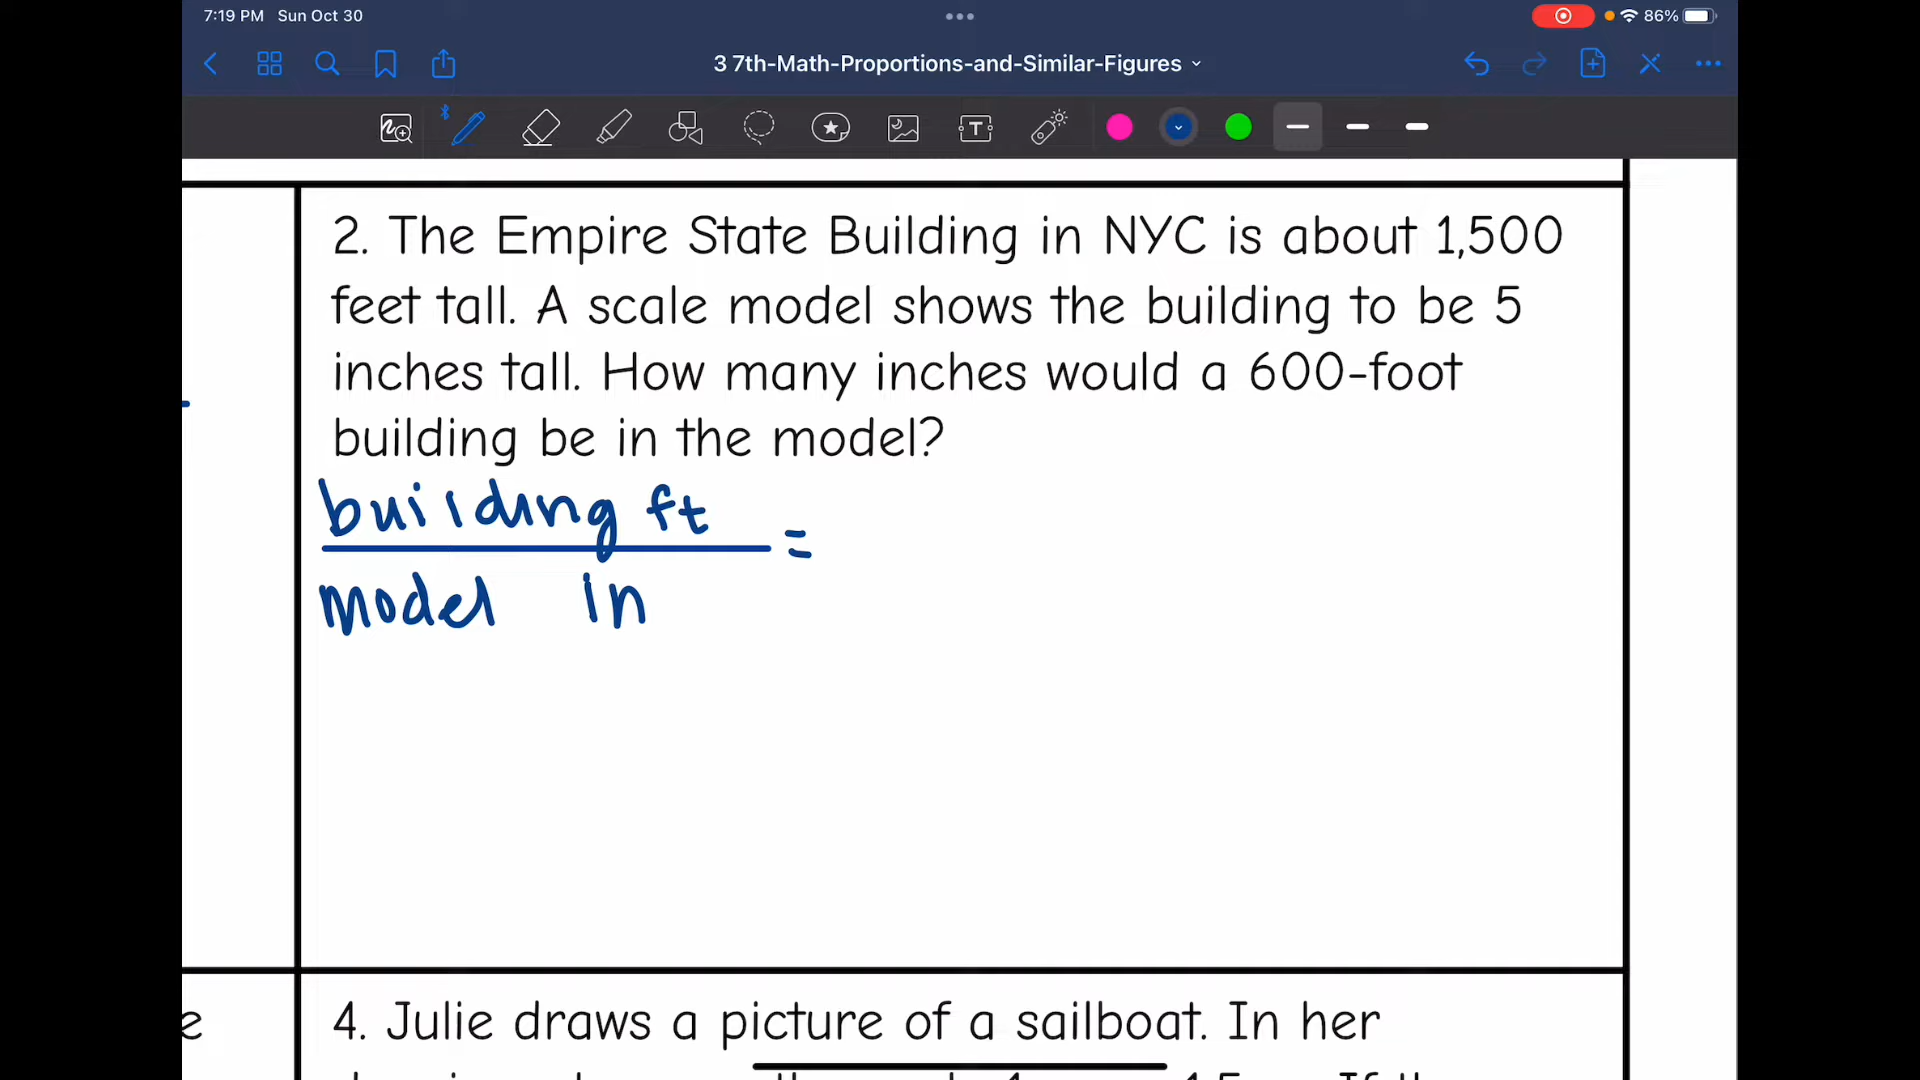 7:19 PM Sun Oct 30
86%
3 7th-Math-Proportions-and-Similar-Figures
T
2. The Empire State Building in NYC is about 1,500
feet tall. A scale model shows the building to be 5
inches tall. How many inches would a 600-foot
building be in the model?
building ft
=
model in
e
4. Julie draws a picture of a sailboat. In her